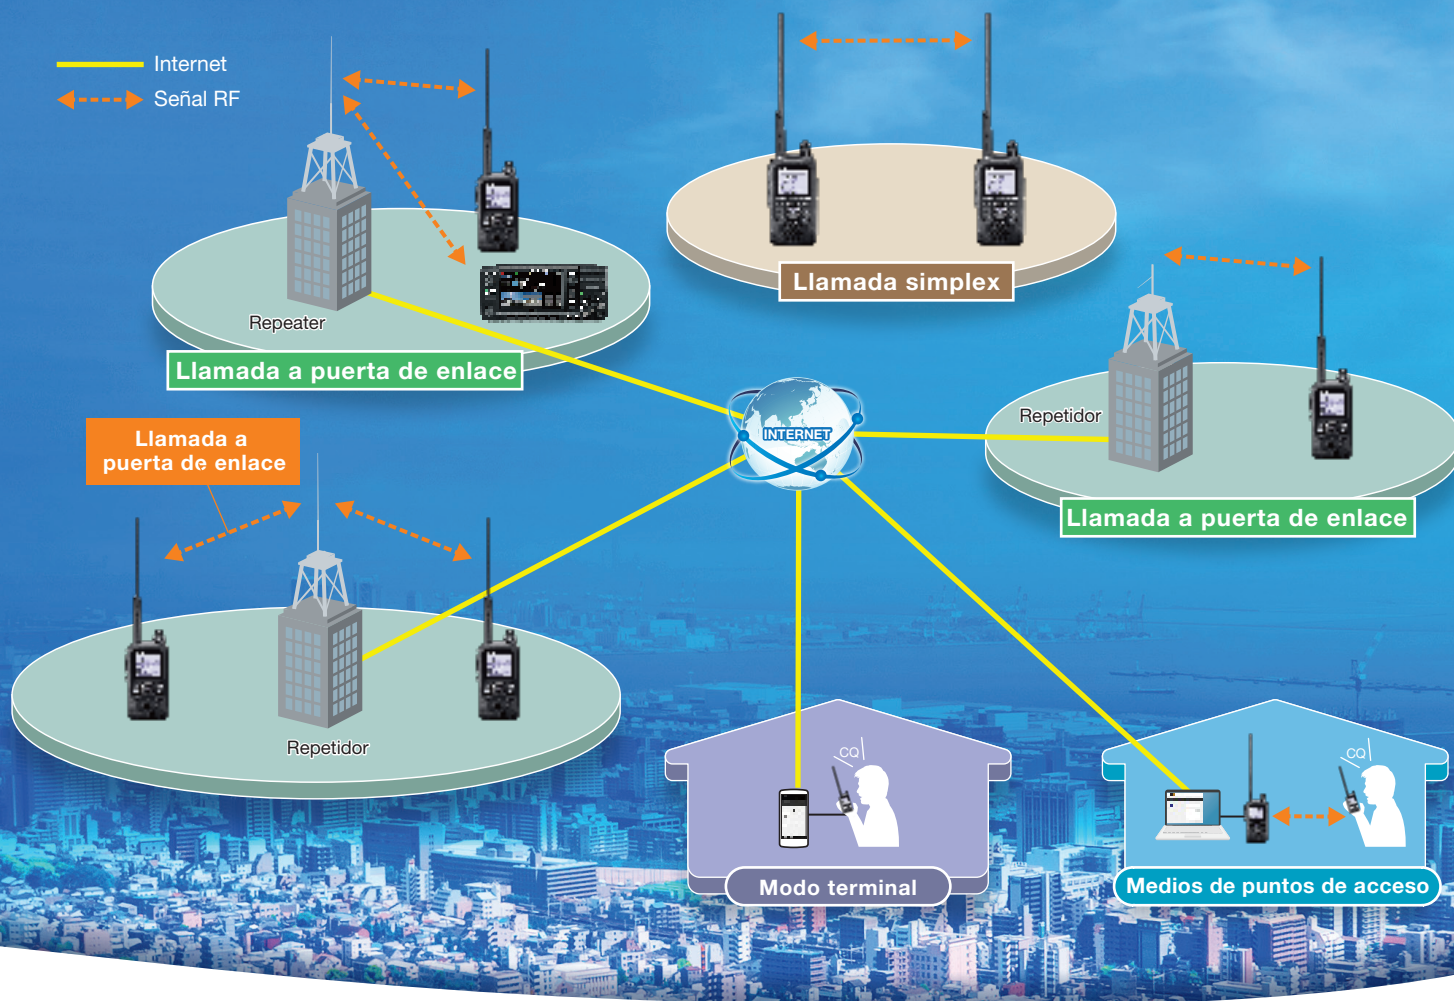 Internet
Señal RF
Llamada simplex
Repeater
Llamada a puerta de enlace
Repetidor
INTERNET
Llamada a
puerta de enlace
Llamada a puerta de enlace
Repetidor
CQ
CQ
Modo terminal
Medios de puntos de acceso